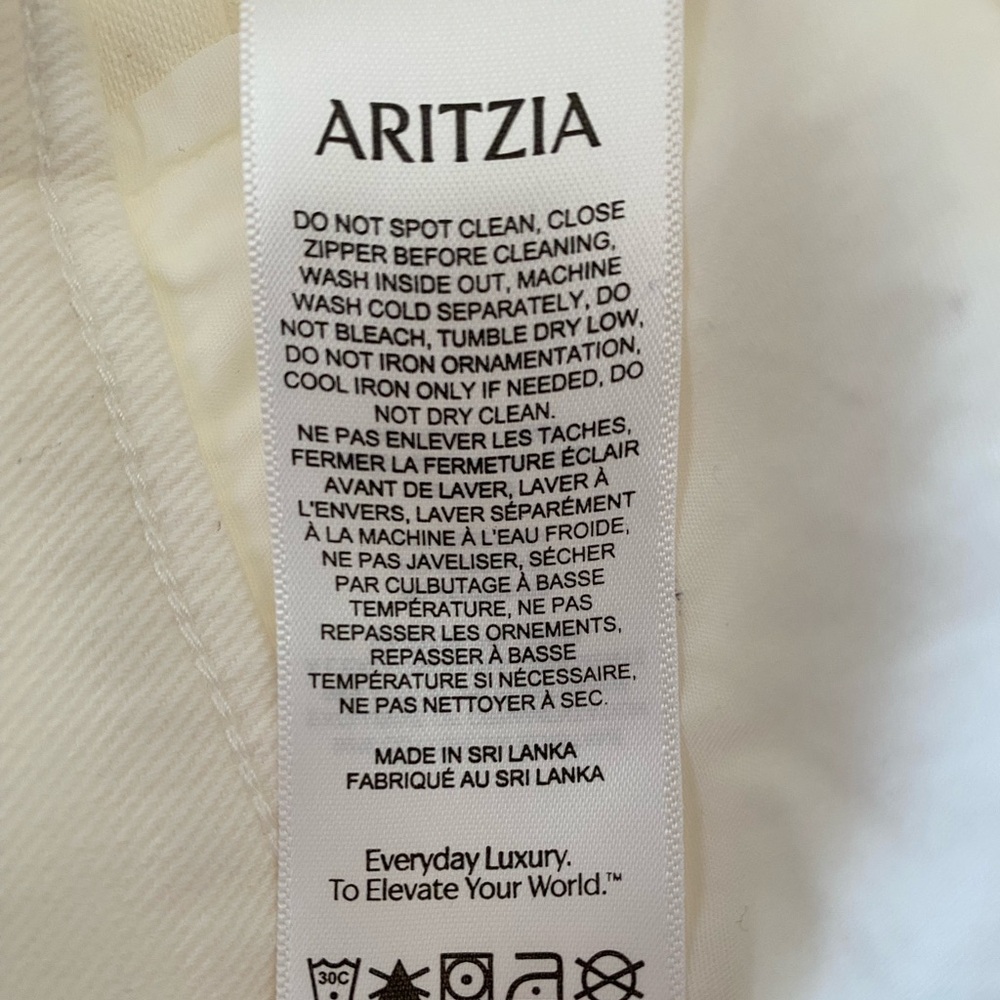 ARITZIA
DO NOT SPOT CLEAN, CLOSE
ZIPPER BEFORE CLEANING,
WASH INSIDE OUT, MACHINE
WASH COLD SEPARATELY, DO
NOT BLEACH, TUMBLE DRY LOW,
DO NOT IRON ORNAMENTATION,
COOL IRON ONLY IF NEEDED, DO
NOT DRY CLEAN.
NE PAS ENLEVER LES TACHES,
FERMER LA FERMETURE ÉCLAIR
AVANT DE LAVER, LAVER À
L'ENVERS, LAVER SÉPARÉMENT
À LA MACHINE À L'EAU FROIDE,
NE PAS JAVELISER, SÉCHER
PAR CULBUTAGE À BASSE
TEMPÉRATURE, NE PAS
REPASSER LES ORNEMENTS,
REPASSER À BASSE
TEMPÉRATURE SI NÉCESSAIRE,
NE PAS NETTOYER À SEC.
MADE IN SRI LANKA
FABRIQUÉ AU SRI LANKA
Everyday Luxury.
To Elevate Your World.™
30C